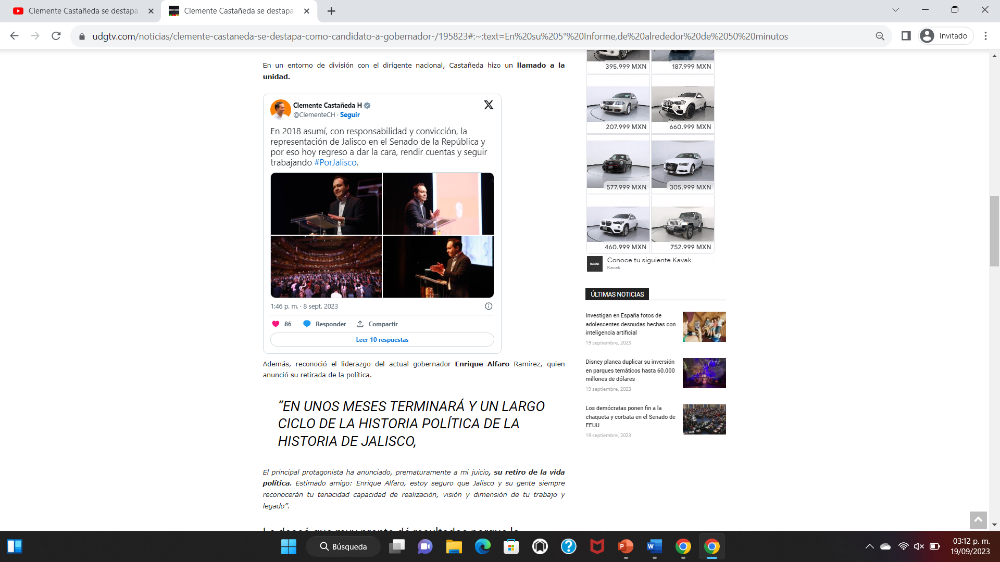 Clemente Castañeda se destapa
Clemente Castañeda se destapa
udgtv.com/noticias/clemente-castaneda-se-destapa-como-candidato-a-gobernador-/195823#:~:text=En%20su%205°%20Informe,de%20alrededor%20de%2050%20minutos
Invitado
En un entorno de división con el dirigente nacional, Castañeda hizo un llamado a la
unidad.
Clemente Castañeda H
@ClementeCH · Seguir
En 2018 asumí, con responsabilidad y convicción, la
representación de Jalisco en el Senado de la República y
por eso hoy regreso a dar la cara, rendir cuentas y seguir
trabajando #PorJalisco.
1:46 p. m. · 8 sept. 2023
86 Responder Compartir
Leer 10 respuestas
Además, reconoció el liderazgo del actual gobernador Enrique Alfaro Ramírez, quien
anunció su retirada de la política.
“EN UNOS MESES TERMINARÁ Y UN LARGO
CICLO DE LA HISTORIA POLÍTICA DE LA
HISTORIA DE JALISCO,
El principal protagonista ha anunciado, prematuramente a mi juicio, su retiro de la vida
política. Estimado amigo: Enrique Alfaro, estoy seguro que Jalisco y su gente siempre
reconocerán tu tenacidad capacidad de realización, visión y dimensión de tu trabajo y
legado”.
395.999 MXN 187.999 MXN
207.999 MXN 660.999 MXN
577.999 MXN 305.999 MXN
460.999 MXN 752.999 MXN
KAVAK
Conoce tu siguiente Kavak
Kavak
ÚLTIMAS NOTICIAS
Investigan en España fotos de
adolescentes desnudas hechas con
inteligencia artificial
19 septiembre, 2023
Disney planea duplicar su inversión
en parques temáticos hasta 60.000
millones de dólares
19 septiembre, 2023
Los demócratas ponen fin a la
chaqueta y corbata en el Senado de
EEUU
19 septiembre, 2023
Búsqueda
03:12 p. m.
19/09/2023